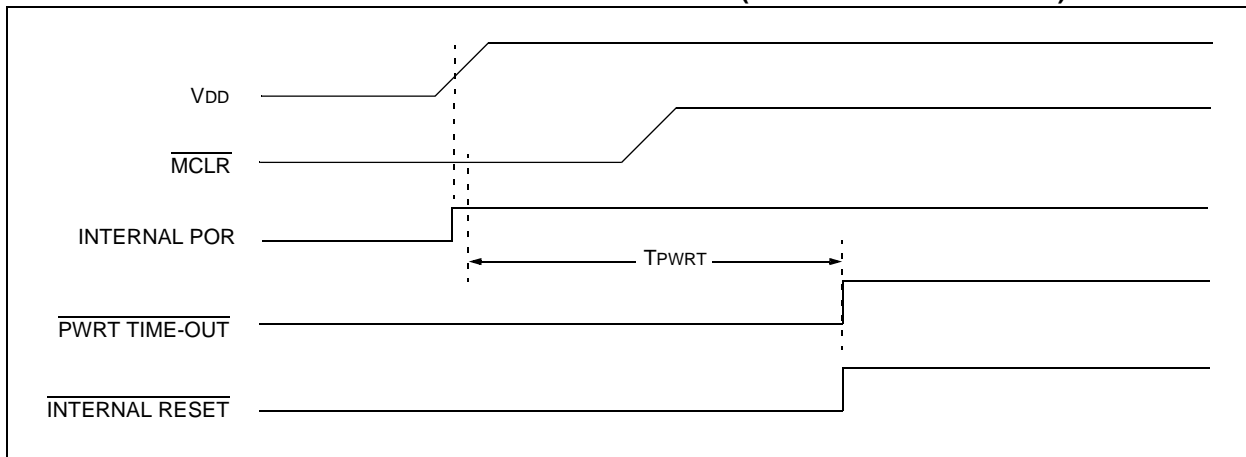 VDD
MCLR
INTERNAL POR
TPWRT
PWRT TIME-OUT
INTERNAL RESET